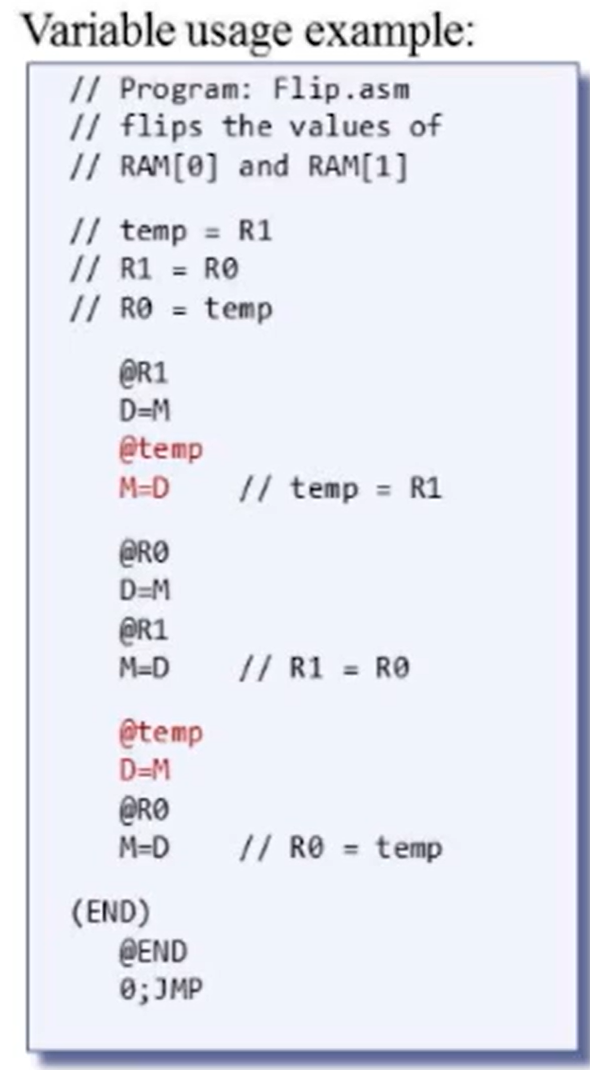 Variable usage example:
// Program: Flip.asm
// flips the values of
// RAM[0] and RAM[1]
// temp = R1
// R1 = R0
// R0 = temp
@R1
D=M
@temp
M=D // temp = R1
@R0
D=M
@R1
M=D // R1 = R0
@temp
D=M
@R0
M=D // R0 = temp
(END)
@END
0;JMP